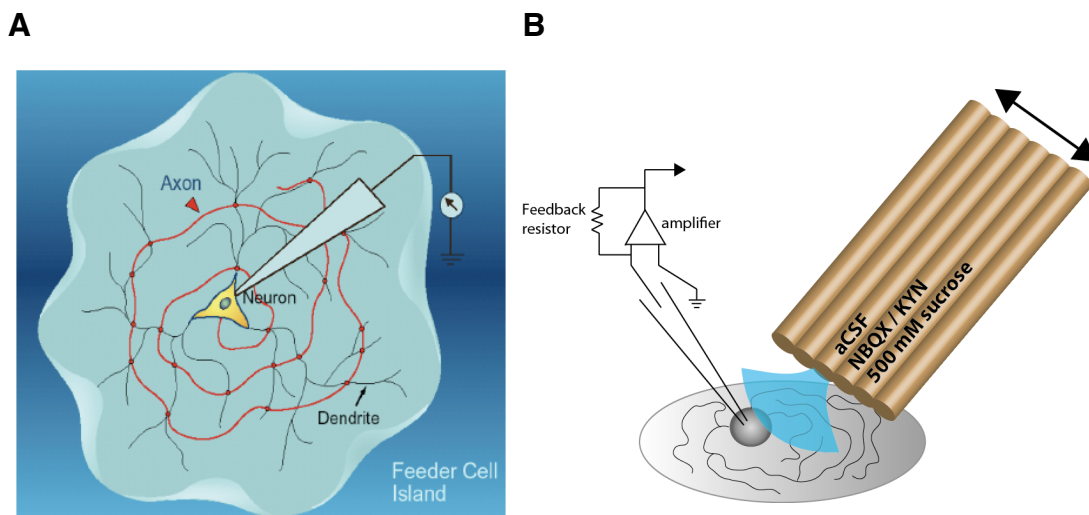 A
B
Axon
Neuron
Dendrite
Feeder Cell
Island
Feedback
resistor
amplifier
aCSF
NBQX / KYN
500 mM sucrose